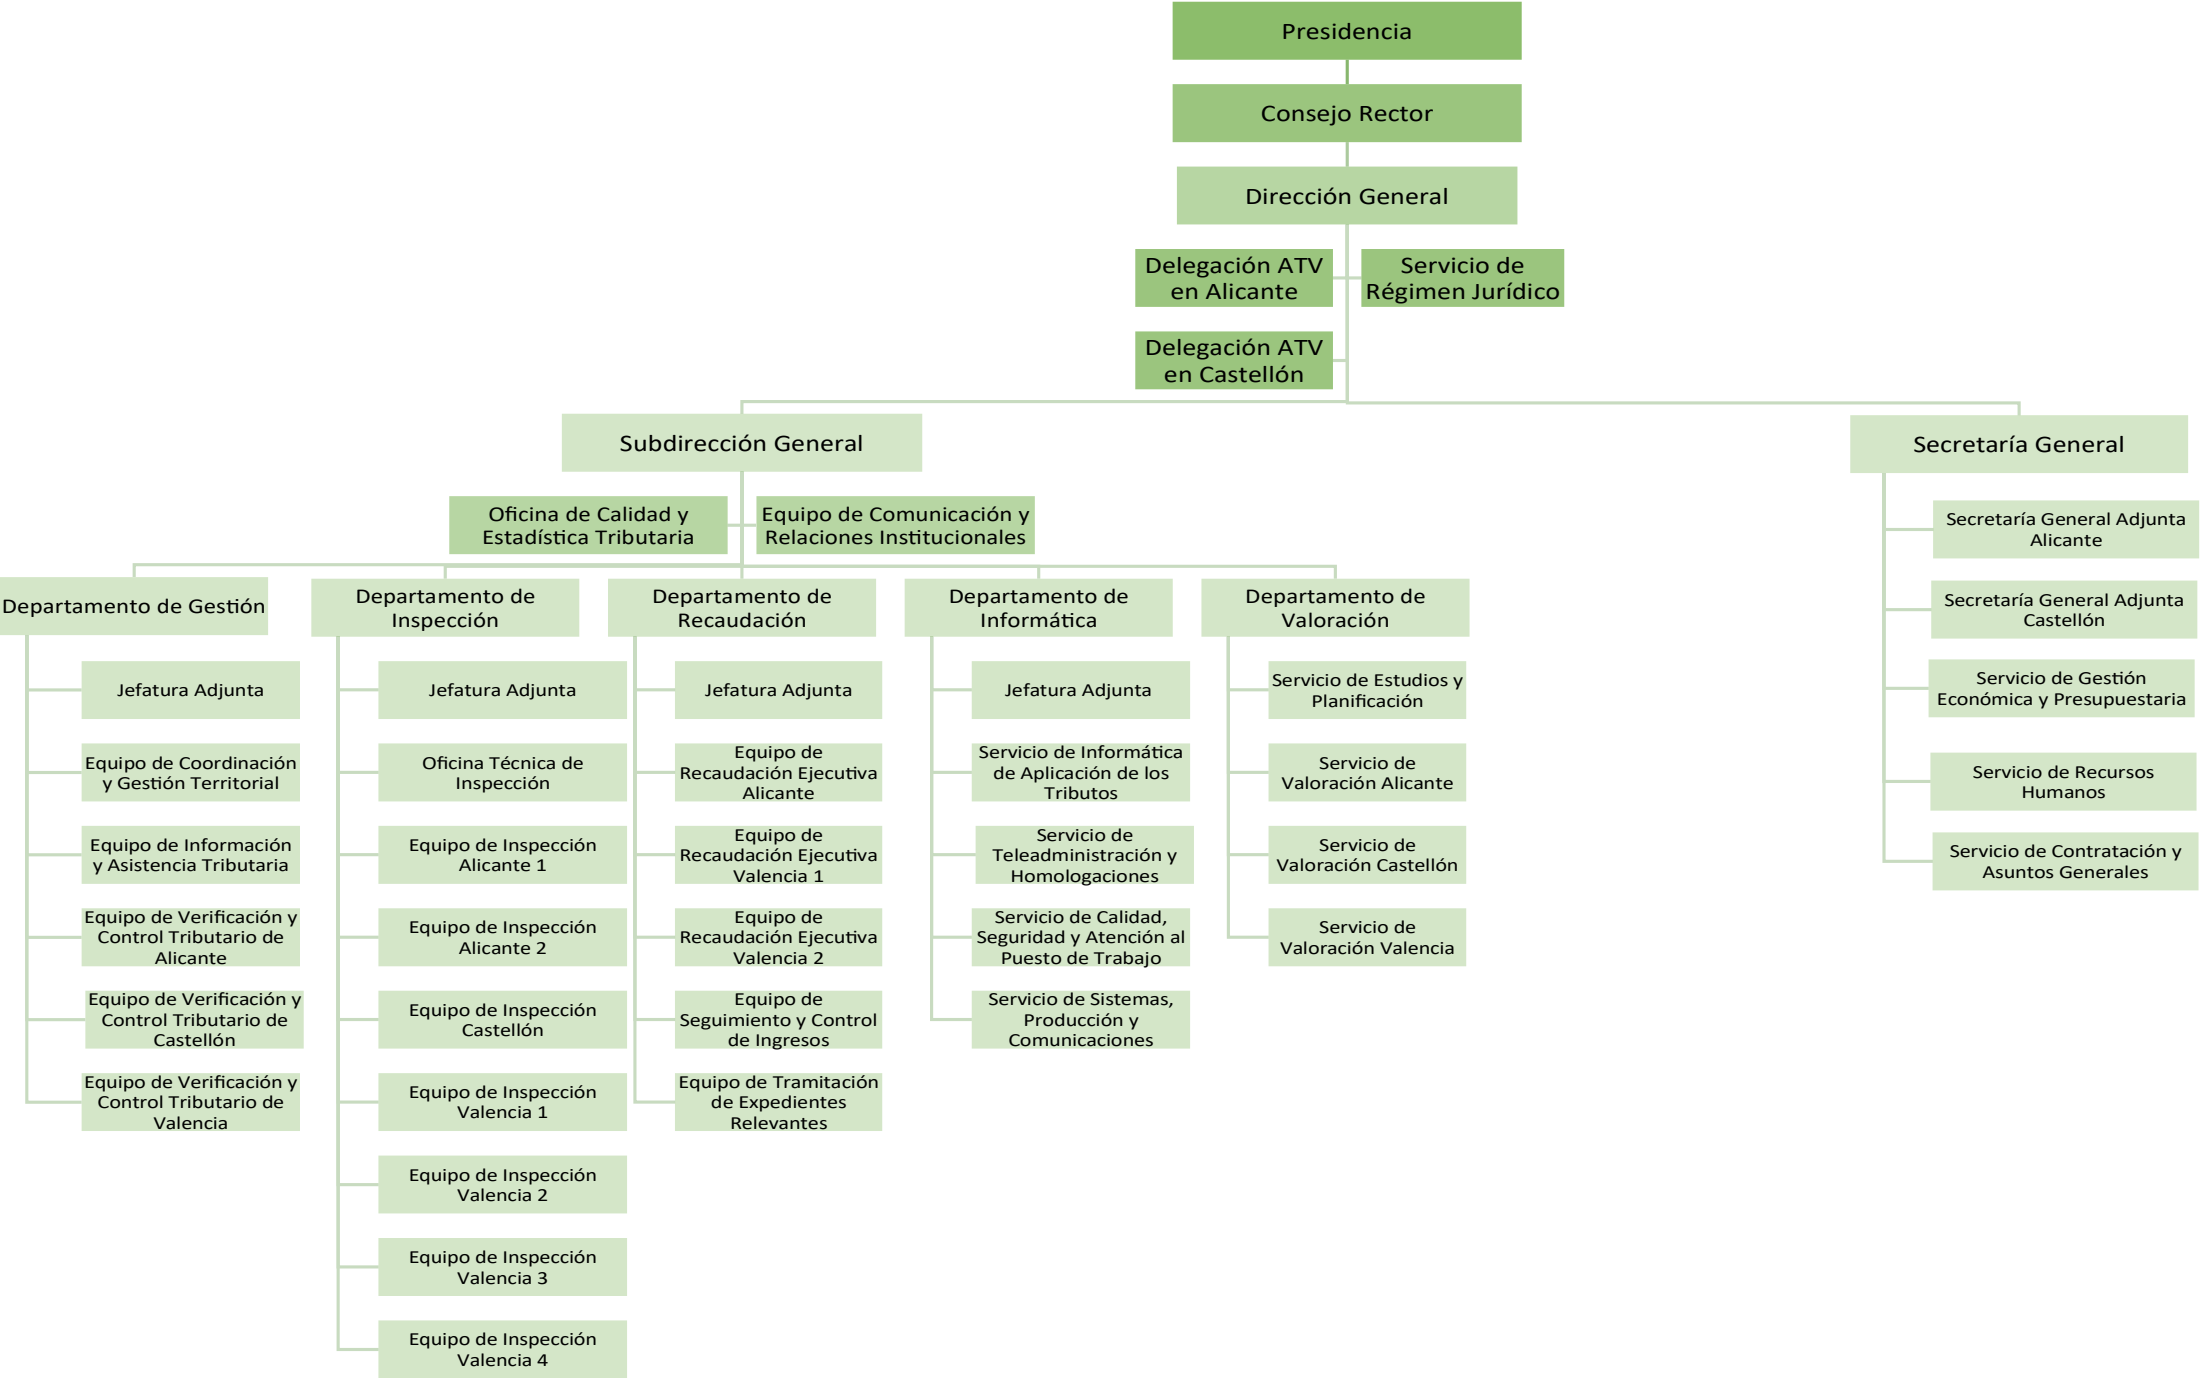 Presidencia
Consejo Rector
Dirección General
Delegación ATV
en Alicante
Servicio de
Régimen Jurídico
Delegación ATV
en Castellón
Subdirección General
Oficina de Calidad y
Estadística Tributaria
Equipo de Comunicación y
Relaciones Institucionales
Departamento de Gestión
Jefatura Adjunta
Equipo de Coordinación
y Gestión Territorial
Equipo de Información
y Asistencia Tributaria
Equipo de Verificación y
Control Tributario de
Alicante
Equipo de Verificación y
Control Tributario de
Castellón
Equipo de Verificación y
Control Tributario de
Valencia
Departamento de
Inspección
Jefatura Adjunta
Oficina Técnica de
Inspección
Equipo de Inspección
Alicante 1
Equipo de Inspección
Alicante 2
Equipo de Inspección
Castellón
Equipo de Inspección
Valencia 1
Equipo de Inspección
Valencia 2
Equipo de Inspección
Valencia 3
Equipo de Inspección
Valencia 4
Departamento de
Recaudación
Jefatura Adjunta
Equipo de
Recaudación Ejecutiva
Alicante
Equipo de
Recaudación Ejecutiva
Valencia 1
Equipo de
Recaudación Ejecutiva
Valencia 2
Equipo de
Seguimiento y Control
de Ingresos
Equipo de Tramitación
de Expedientes
Relevantes
Departamento de
Informática
Jefatura Adjunta
Servicio de Informática
de Aplicación de los
Tributos
Servicio de
Teleadministración y
Homologaciones
Servicio de Calidad,
Seguridad y Atención al
Puesto de Trabajo
Servicio de Sistemas,
Producción y
Comunicaciones
Departamento de
Valoración
Servicio de Estudios y
Planificación
Servicio de
Valoración Alicante
Servicio de
Valoración Castellón
Servicio de
Valoración Valencia
Secretaría General
Secretaría General Adjunta
Alicante
Secretaría General Adjunta
Castellón
Servicio de Gestión
Económica y Presupuestaria
Servicio de Recursos
Humanos
Servicio de Contratación y
Asuntos Generales